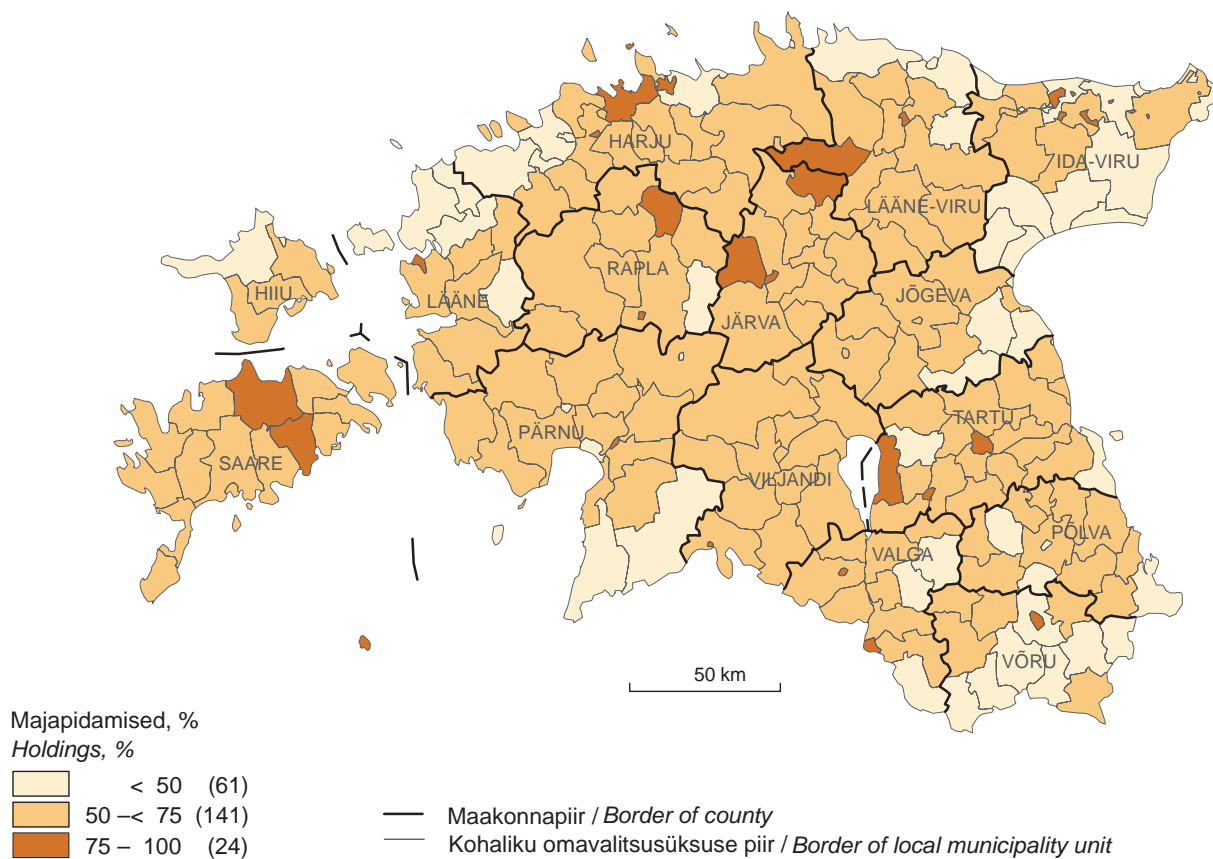 HARJU
IDA-VIRU
LÄÄNE-VIRU
HIIU
LÄÄNE
RAPLA
JÕGEVA
JÄRVA
TARTU
PÄRNU
SAARE
VILJANDI
VALGA
PÕLVA
VÕRU
50 km
Majapidamised, %
Holdings, %
< 50 (61)
50 –< 75 (141)
75 – 100 (24)
Maakonnapiir / Border of county
Kohaliku omavalitsusüksuse piir / Border of local municipality unit